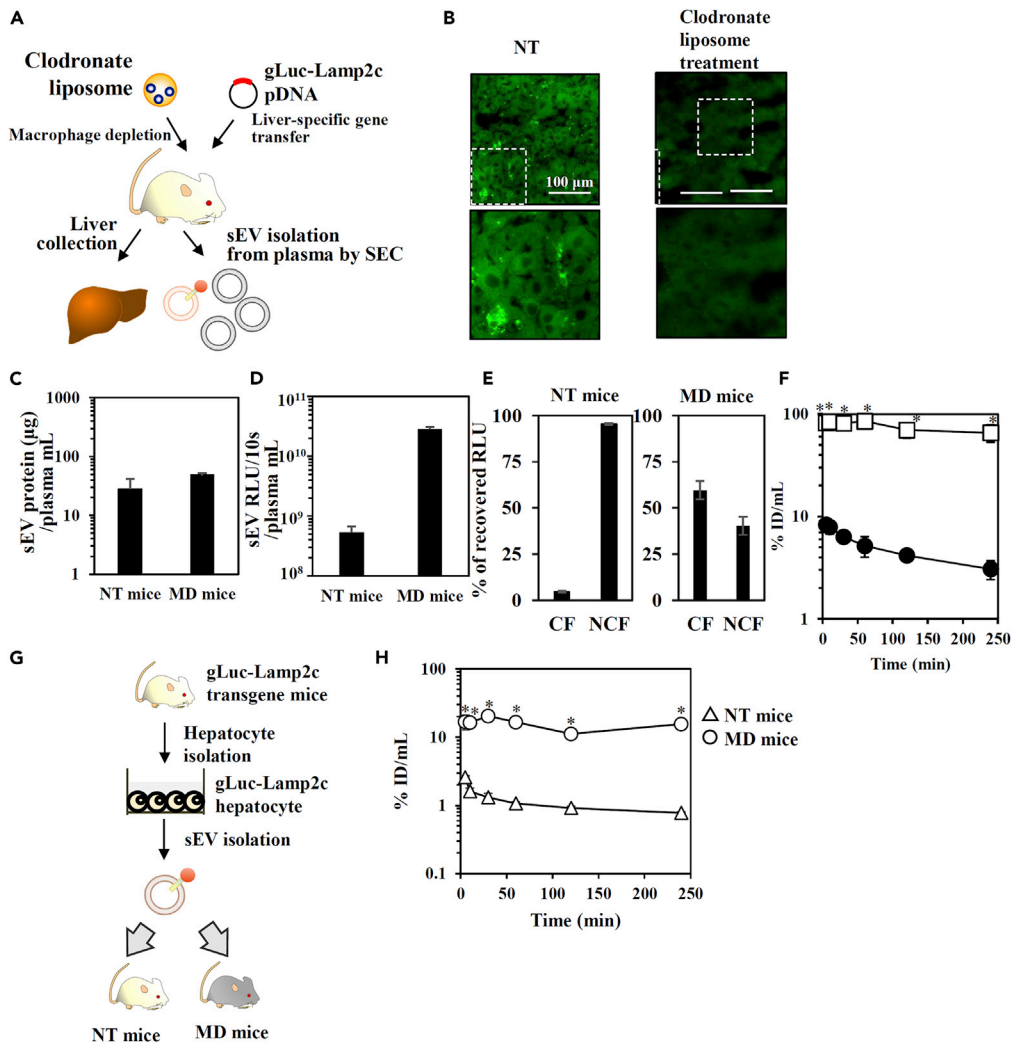 A
Clodronate
liposome
gLuc-Lamp2c
pDNA
Macrophage depletion
Liver-specific gene
transfer
Liver
collection
sEV isolation
from plasma by SEC
B
NT
Clodronate
liposome
treatment
100 μm
C
sEV protein (μg)
/plasma mL
1000
100
10
1
NT mice
MD mice
D
sEV RLU/10s
/plasma mL
10¹¹
10¹⁰
10⁹
10⁸
NT mice
MD mice
E
NT mice
MD mice
% of recovered RLU
100
75
50
25
0
CF
NCF
100
75
50
25
0
CF
NCF
F
% ID/mL
100
10
1
**
*
*
*
*
0
50
100
150
200
250
Time (min)
G
gLuc-Lamp2c
transgene mice
Hepatocyte
isolation
gLuc-Lamp2c
hepatocyte
sEV isolation
NT mice
MD mice
H
% ID/mL
100
10
1
0.1
*
*
*
*
*
*
0
50
100
150
200
250
Time (min)
NT mice
MD mice